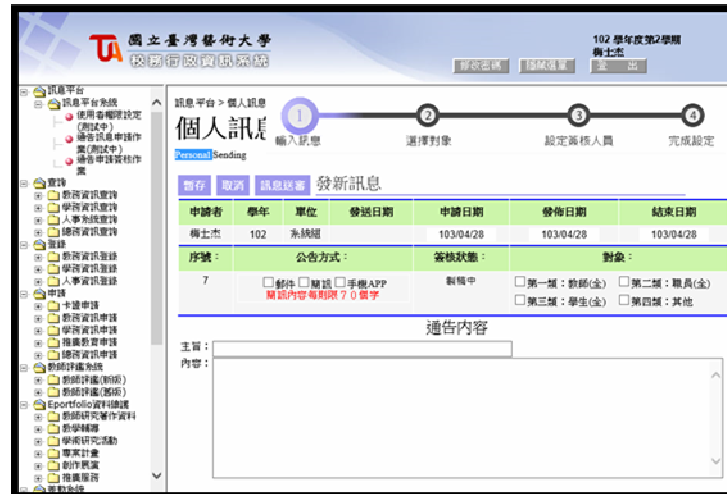 國立臺灣藝術大學
校務行政資訊系統
102 學年度第2學期
梅士杰
修改密碼 隱藏選單 登 出
訊息平台
訊息平台系統
使用者權限設定
(測試中)
通告訊息申請作
業(測試中)
通告申請簽核作
業
查詢
教務資訊查詢
學務資訊查詢
人事系統查詢
總務資訊查詢
登錄
教務資訊登錄
學務資訊登錄
人事資訊登錄
申請
卡證申請
教務資訊申請
學務資訊申請
推廣教育申請
總務資訊申請
教師評鑑系統
教師評鑑(新版)
教師評鑑(舊版)
Eportfolio資料維護
教師研究著作資料
教學輔導
學術研究活動
專案計畫
創作展演
推廣服務
訊息平台 > 個人訊息
個人訊息
Personal Sending
1 2 3 4
輸入訊息 選擇對象 設定簽核人員 完成設定
暫存 取消 訊息送審 發新訊息
申請者 學年 單位 發送日期 申請日期 發佈日期 結束日期
梅士杰 102 系統組 103/04/28 103/04/28 103/04/28
序號： 公告方式： 簽核狀態： 對象：
7 郵件 簡訊 手機APP 製稿中 第一類：教師(全) 第二類：職員(全)
簡訊內容每則限７０個字 第三類：學生(全) 第四類：其他
通告內容
主旨：
內容：